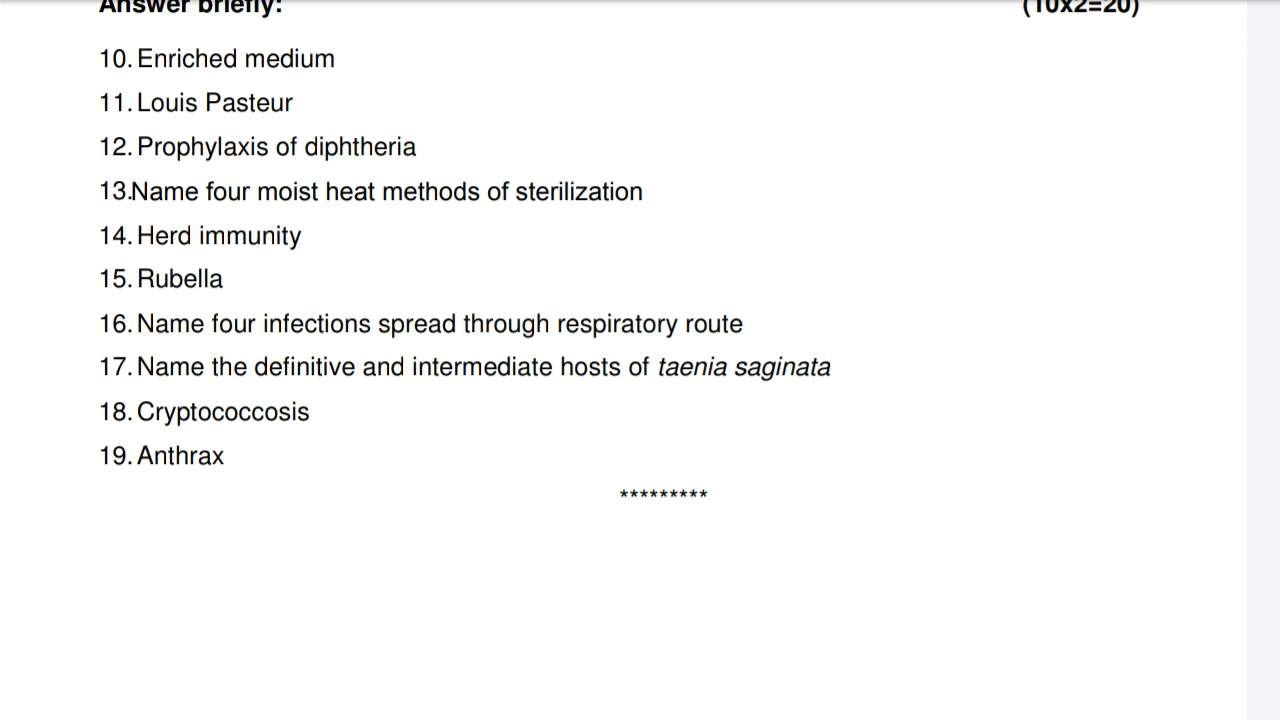 Answer briefly: (10x2=20)
10. Enriched medium
11. Louis Pasteur
12. Prophylaxis of diphtheria
13.Name four moist heat methods of sterilization
14. Herd immunity
15. Rubella
16. Name four infections spread through respiratory route
17. Name the definitive and intermediate hosts of taenia saginata
18. Cryptococcosis
19. Anthrax
*********